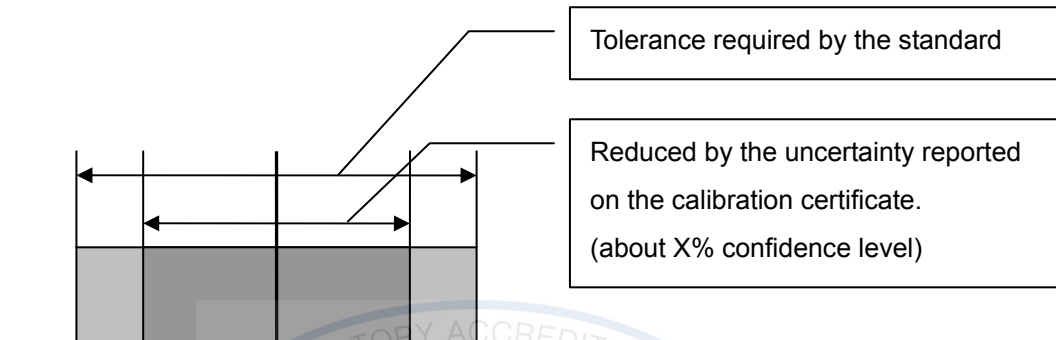 Tolerance required by the standard
Reduced by the uncertainty reported
on the calibration certificate.
(about X% confidence level)